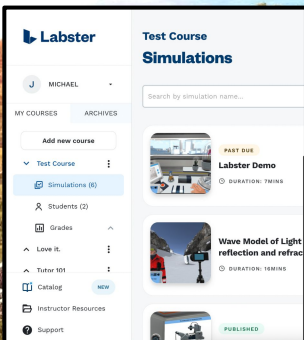 Labster
J MICHAEL
MY COURSES ARCHIVES
Add new course
Test Course
Simulations (6)
Students (2)
Grades
Love it.
Tutor 101
Catalog NEW
Instructor Resources
Support
Test Course
Simulations
Search by simulation name...
PAST DUE
Labster Demo
DURATION: 7MINS
Wave Model of Light
reflection and refrac
DURATION: 16MINS
PUBLISHED